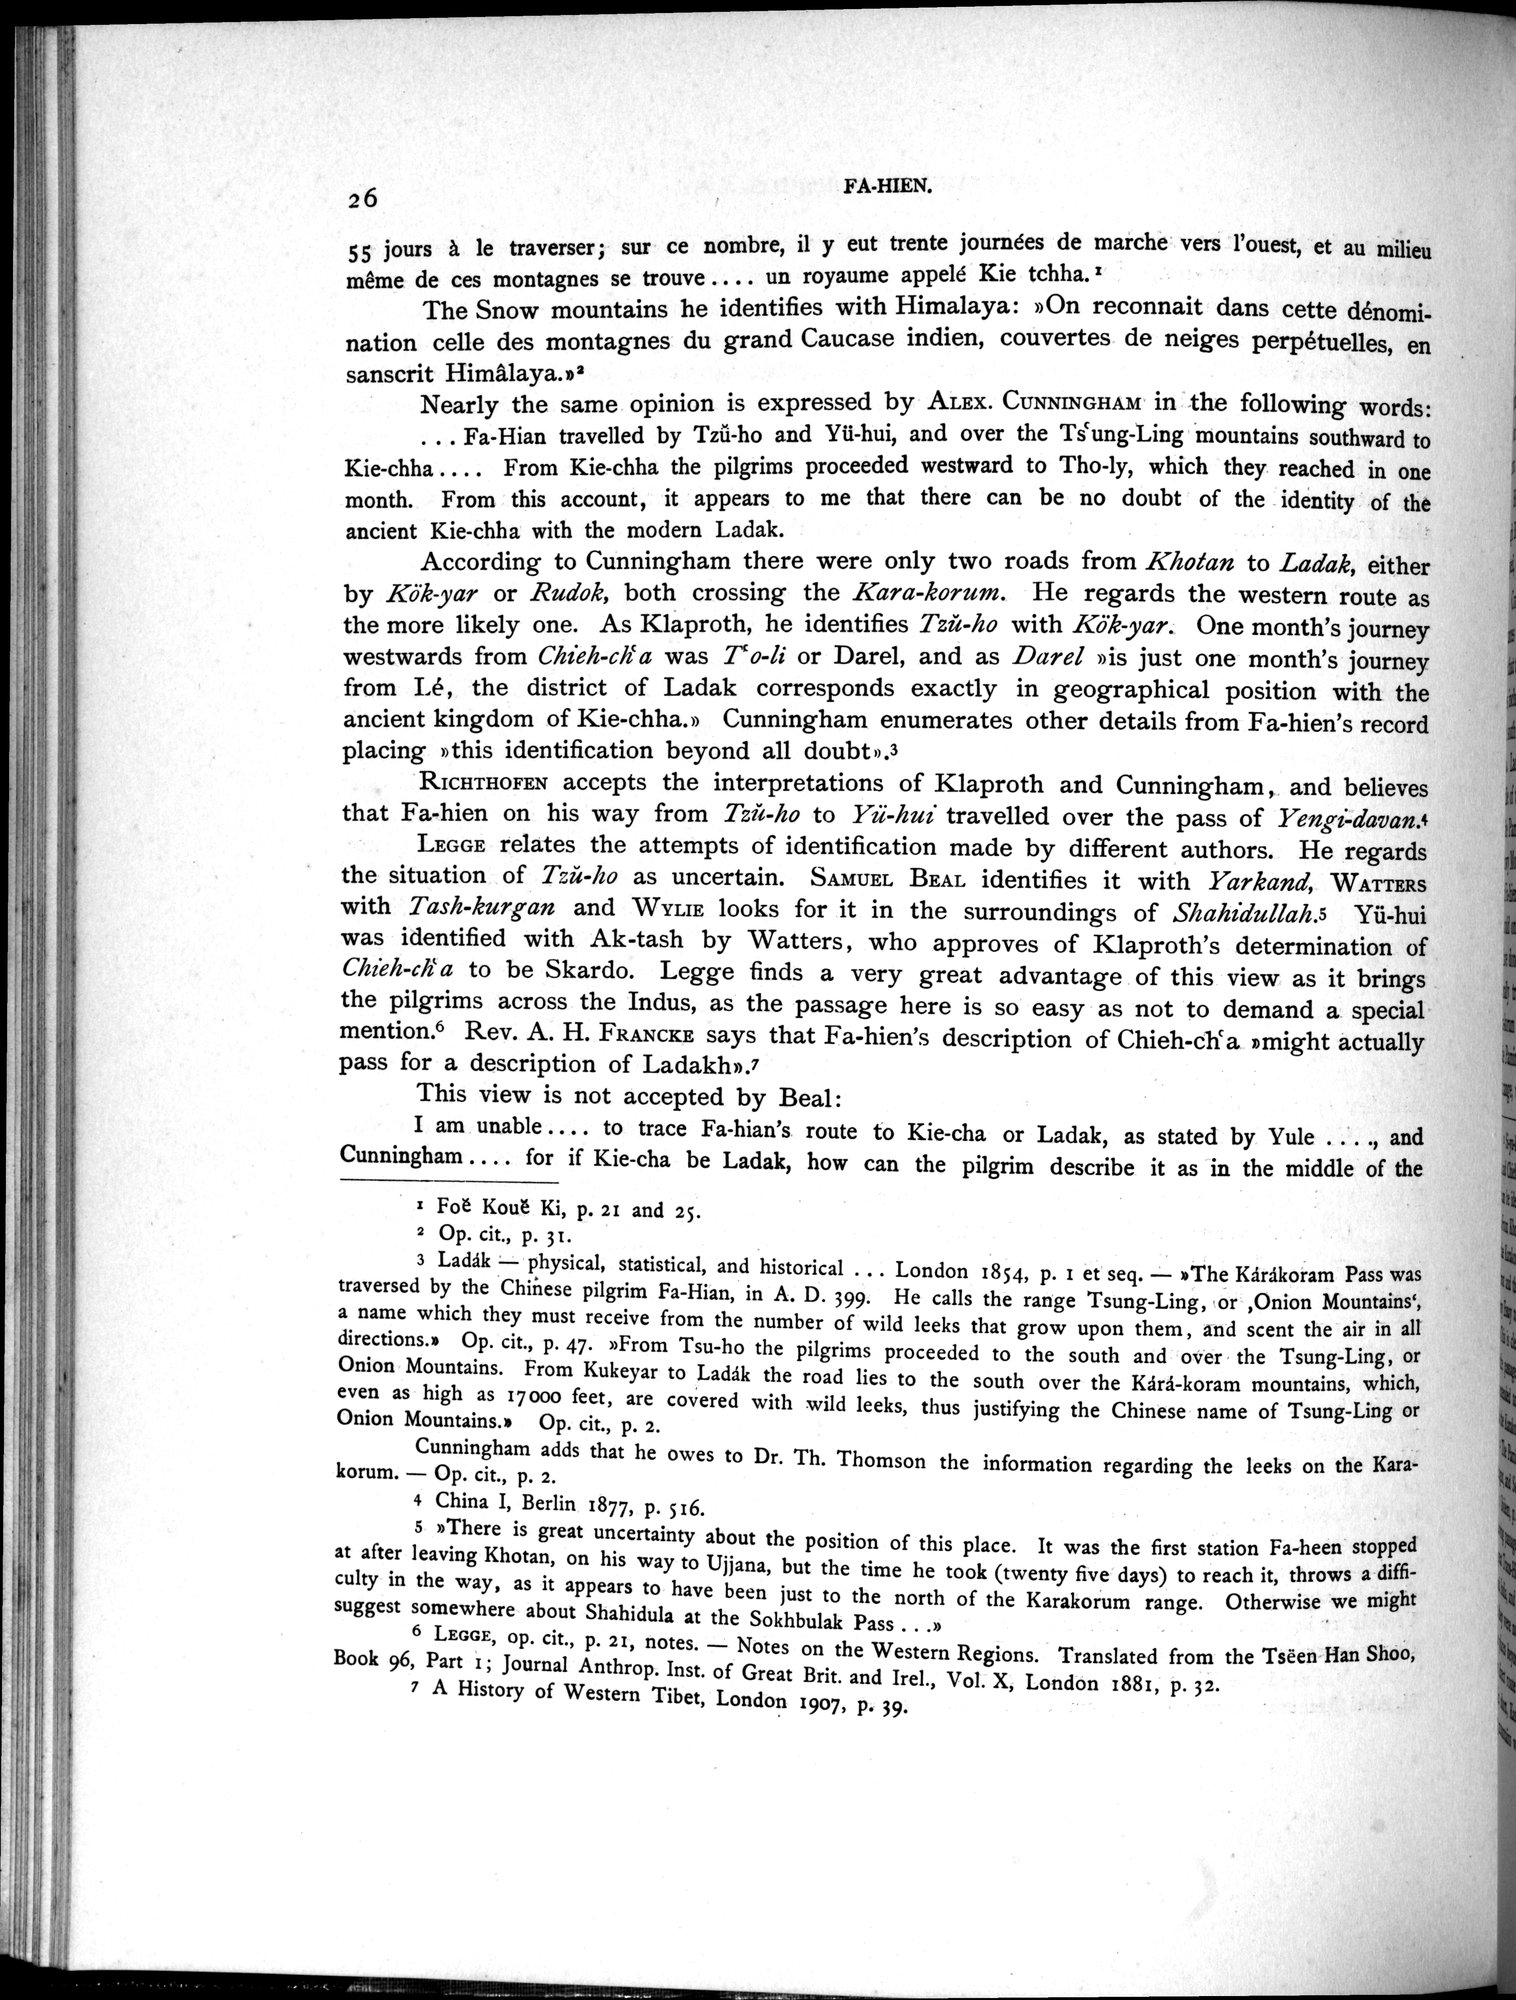 26
FA-HIEN.
55 jours à le traverser; sur ce nombre, il y eut trente journées de marche vers l'ouest, et au milieu
même de ces montagnes se trouve .... un royaume appelé Kie tchha.¹
The Snow mountains he identifies with Himalaya: »On reconnait dans cette dénomi-
nation celle des montagnes du grand Caucase indien, couvertes de neiges perpétuelles, en
sanscrit Himâlaya.»²
Nearly the same opinion is expressed by ALEX. CUNNINGHAM in the following words:
... Fa-Hian travelled by Tzŭ-ho and Yü-hui, and over the Tsʿung-Ling mountains southward to
Kie-chha .... From Kie-chha the pilgrims proceeded westward to Tho-ly, which they reached in one
month. From this account, it appears to me that there can be no doubt of the identity of the
ancient Kie-chha with the modern Ladak.
According to Cunningham there were only two roads from Khotan to Ladak, either
by Kök-yar or Rudok, both crossing the Kara-korum. He regards the western route as
the more likely one. As Klaproth, he identifies Tzŭ-ho with Kök-yar. One month's journey
westwards from Chieh-chʿa was Tʿo-li or Darel, and as Darel »is just one month's journey
from Lé, the district of Ladak corresponds exactly in geographical position with the
ancient kingdom of Kie-chha.» Cunningham enumerates other details from Fa-hien's record
placing »this identification beyond all doubt».³
RICHTHOFEN accepts the interpretations of Klaproth and Cunningham, and believes
that Fa-hien on his way from Tzŭ-ho to Yü-hui travelled over the pass of Yengi-davan.⁴
LEGGE relates the attempts of identification made by different authors. He regards
the situation of Tzŭ-ho as uncertain. SAMUEL BEAL identifies it with Yarkand, WATTERS
with Tash-kurgan and WYLIE looks for it in the surroundings of Shahidullah.⁵ Yü-hui
was identified with Ak-tash by Watters, who approves of Klaproth's determination of
Chieh-chʿa to be Skardo. Legge finds a very great advantage of this view as it brings
the pilgrims across the Indus, as the passage here is so easy as not to demand a special
mention.⁶ Rev. A. H. FRANCKE says that Fa-hien's description of Chieh-chʿa »might actually
pass for a description of Ladakh».⁷
This view is not accepted by Beal:
I am unable .... to trace Fa-hian's route to Kie-cha or Ladak, as stated by Yule ...., and
Cunningham .... for if Kie-cha be Ladak, how can the pilgrim describe it as in the middle of the
¹ Foĕ Kouĕ Ki, p. 21 and 25.
² Op. cit., p. 31.
³ Ladák — physical, statistical, and historical ... London 1854, p. 1 et seq. — »The Kárákoram Pass was
traversed by the Chinese pilgrim Fa-Hian, in A. D. 399. He calls the range Tsung-Ling, or ‚Onion Mountains‘,
a name which they must receive from the number of wild leeks that grow upon them, and scent the air in all
directions.» Op. cit., p. 47. »From Tsu-ho the pilgrims proceeded to the south and over the Tsung-Ling, or
Onion Mountains. From Kukeyar to Ladák the road lies to the south over the Kárá-koram mountains, which,
even as high as 17000 feet, are covered with wild leeks, thus justifying the Chinese name of Tsung-Ling or
Onion Mountains.» Op. cit., p. 2.
Cunningham adds that he owes to Dr. Th. Thomson the information regarding the leeks on the Kara-
korum. — Op. cit., p. 2.
⁴ China I, Berlin 1877, p. 516.
⁵ »There is great uncertainty about the position of this place. It was the first station Fa-heen stopped
at after leaving Khotan, on his way to Ujjana, but the time he took (twenty five days) to reach it, throws a diffi-
culty in the way, as it appears to have been just to the north of the Karakorum range. Otherwise we might
suggest somewhere about Shahidula at the Sokhbulak Pass ...»
⁶ LEGGE, op. cit., p. 21, notes. — Notes on the Western Regions. Translated from the Tsëen Han Shoo,
Book 96, Part 1; Journal Anthrop. Inst. of Great Brit. and Irel., Vol. X, London 1881, p. 32.
⁷ A History of Western Tibet, London 1907, p. 39.